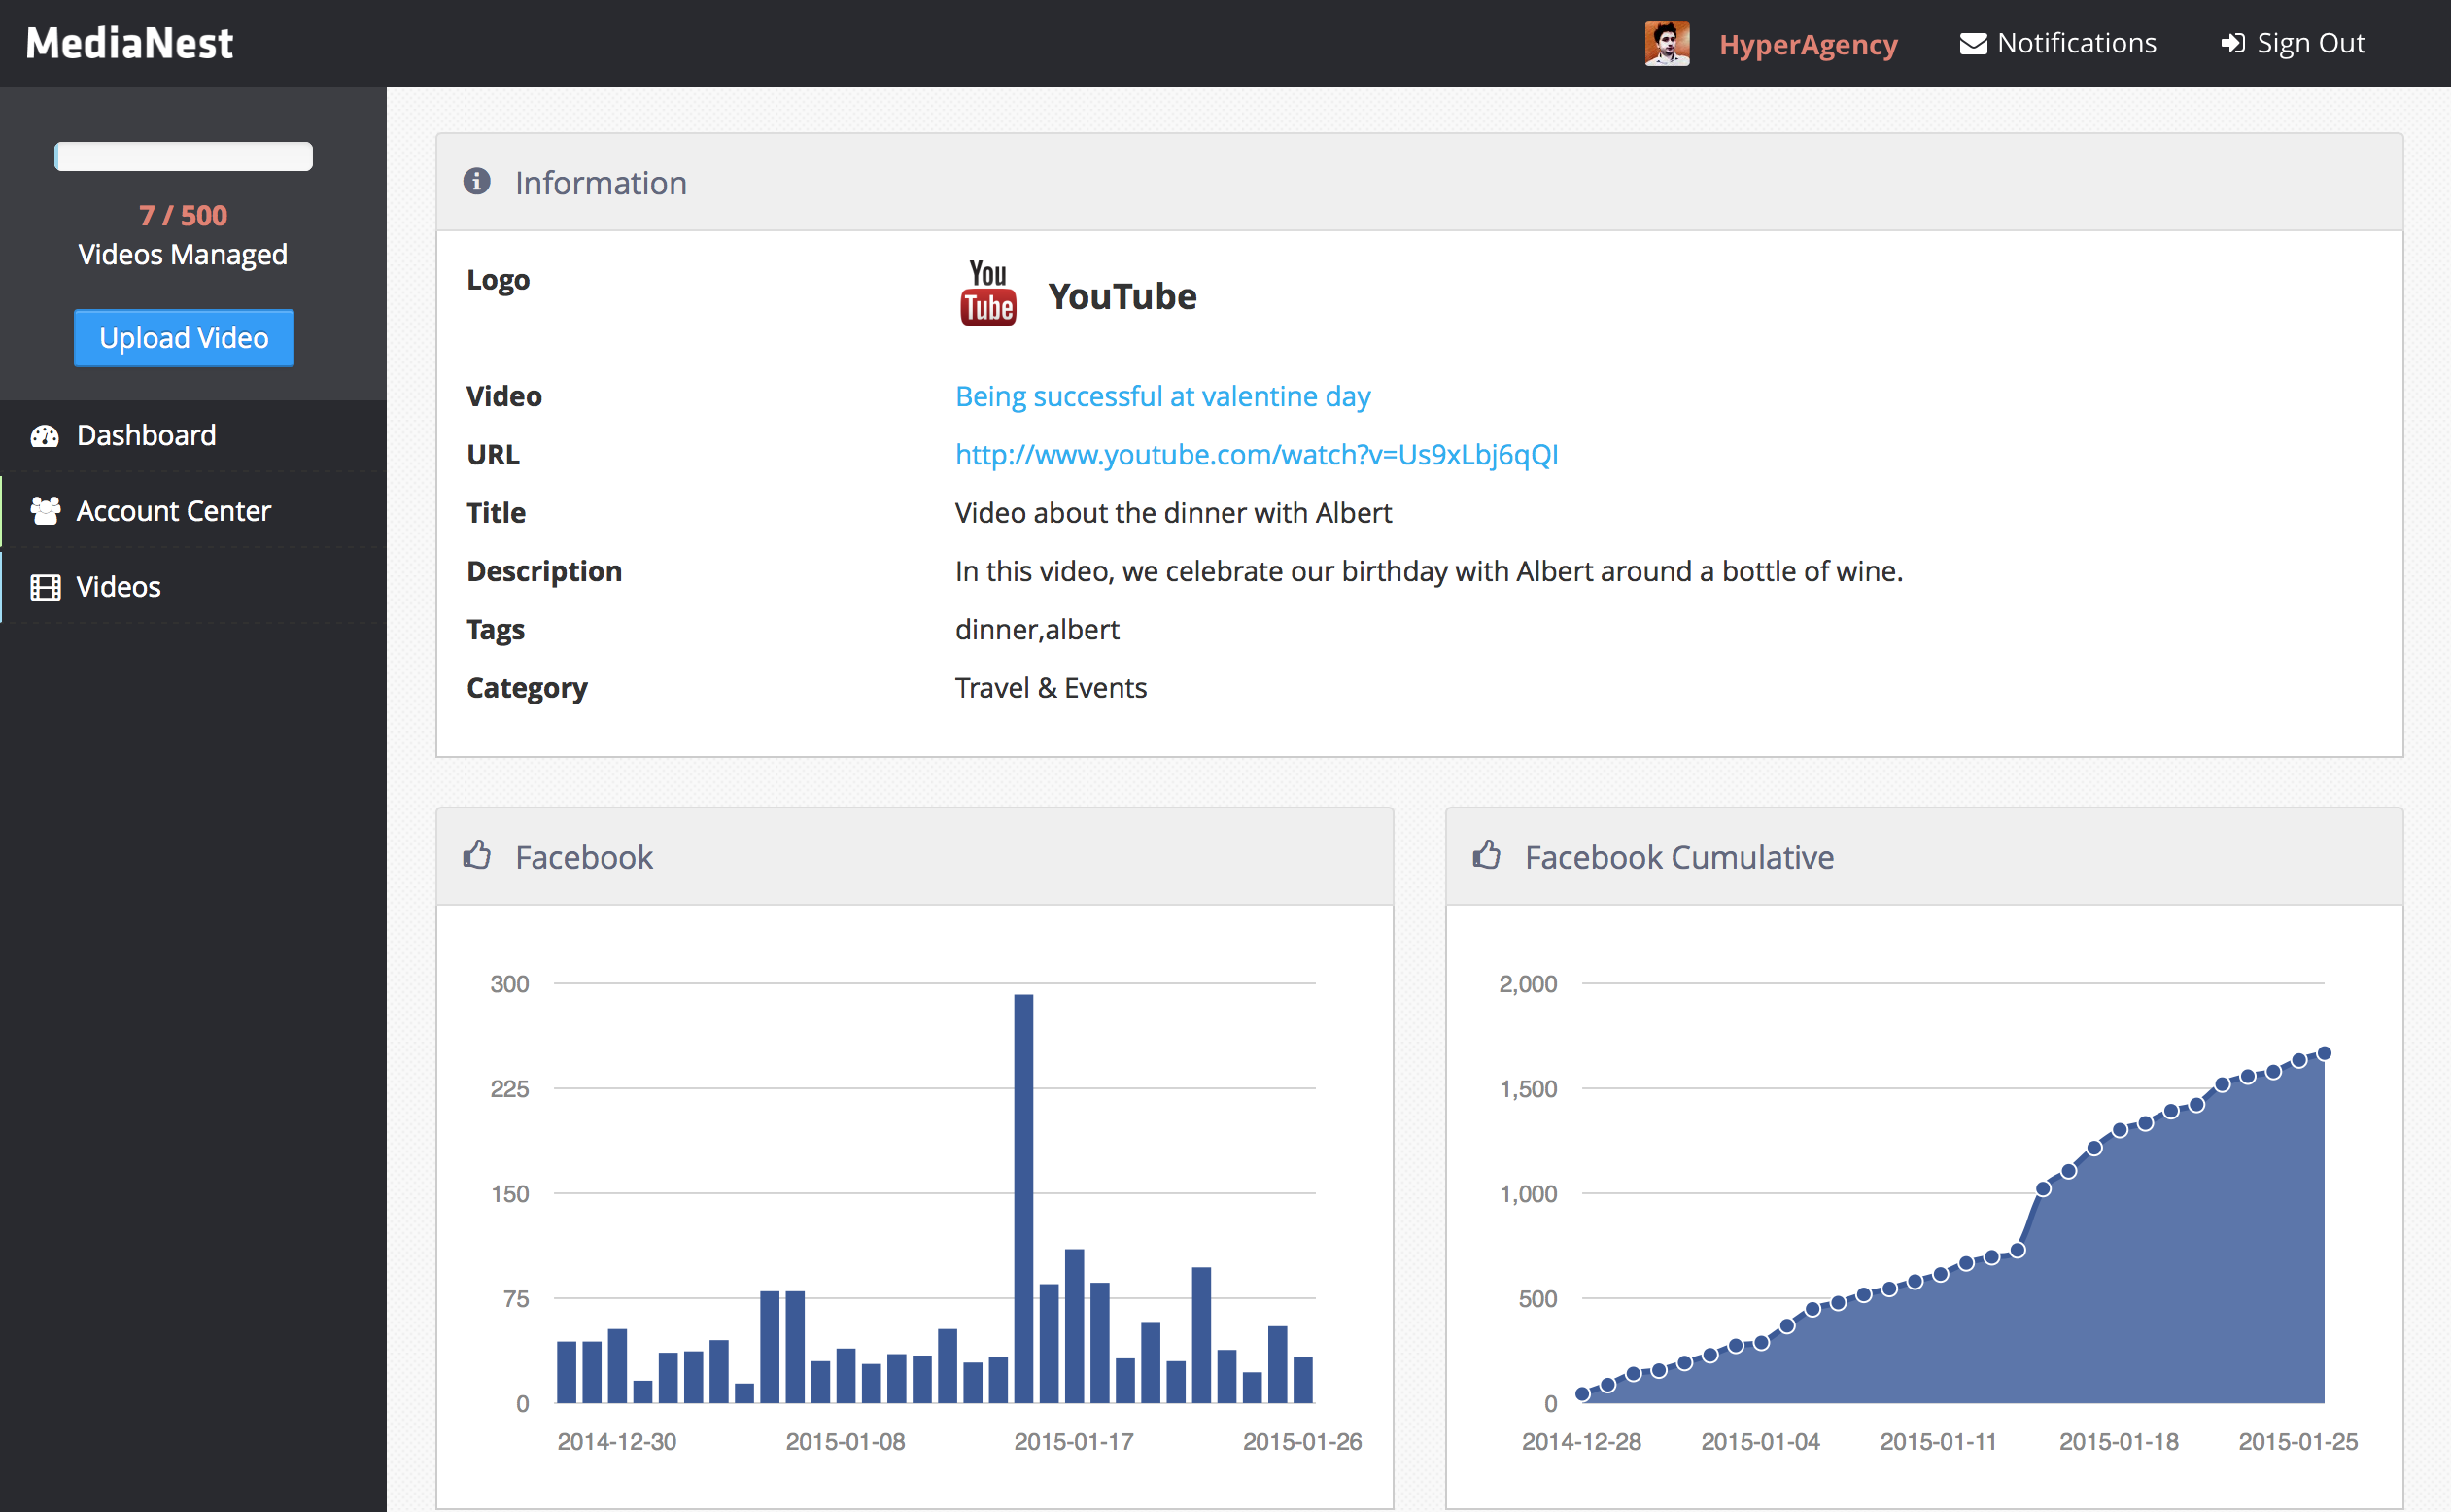 MediaNest
HyperAgency
Notifications
Sign Out
7 / 500
Videos Managed
Upload Video
Dashboard
Account Center
Videos
Information
Logo
You
Tube
YouTube
Video Being successful at valentine day
URL http://www.youtube.com/watch?v=Us9xLbj6qQI
Title Video about the dinner with Albert
Description In this video, we celebrate our birthday with Albert around a bottle of wine.
Tags dinner,albert
Category Travel & Events
Facebook
300
225
150
75
0
2014-12-30 2015-01-08 2015-01-17 2015-01-26
Facebook Cumulative
2,000
1,500
1,000
500
0
2014-12-28 2015-01-04 2015-01-11 2015-01-18 2015-01-25